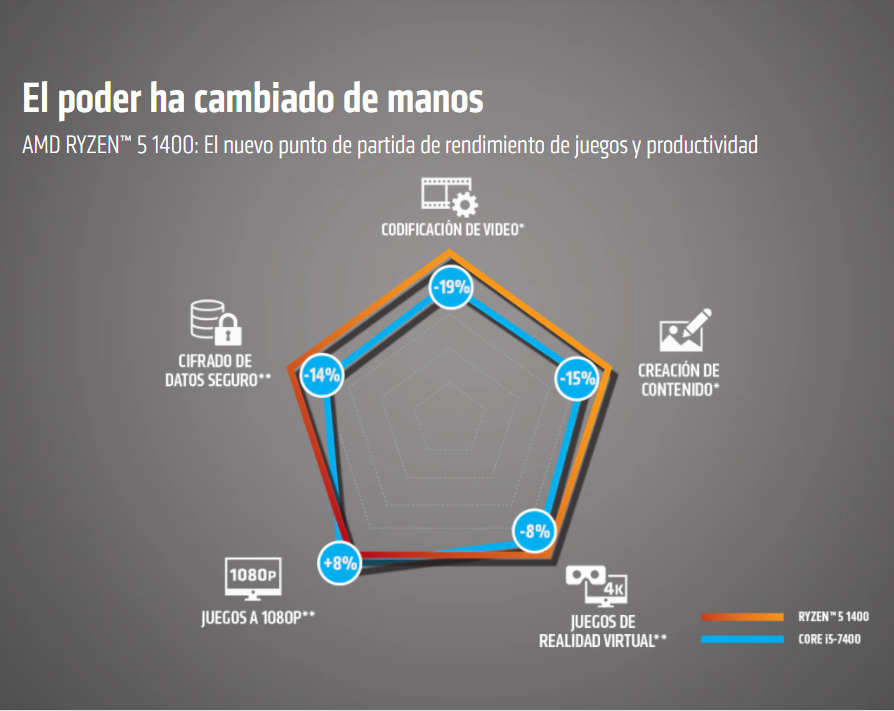 El poder ha cambiado de manos
AMD RYZEN™ 5 1400: El nuevo punto de partida de rendimiento de juegos y productividad
CODIFICACIÓN DE VIDEO*
-19%
CIFRADO DE
DATOS SEGURO**
-14%
-15%
CREACIÓN DE
CONTENIDO*
-8%
+8%
1080P
JUEGOS A 1080P**
4K
JUEGOS DE
REALIDAD VIRTUAL**
RYZEN™ 5 1400
CORE i5-7400